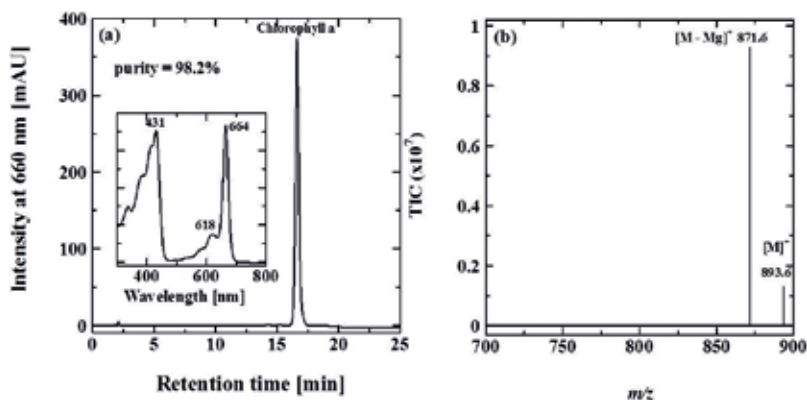 (a)
Chlorophyll a
purity = 98.2%
400
300
200
100
0
Intensity at 660 nm [mAU]
431
664
618
400 600 800
Wavelength [nm]
0 5 10 15 20 25
Retention time [min]
(b)
[M - Mg]+ 871.6
[M]+
893.6
1
0.8
0.6
0.4
0.2
0
TIC (x10⁷)
700 750 800 850 900
m/z